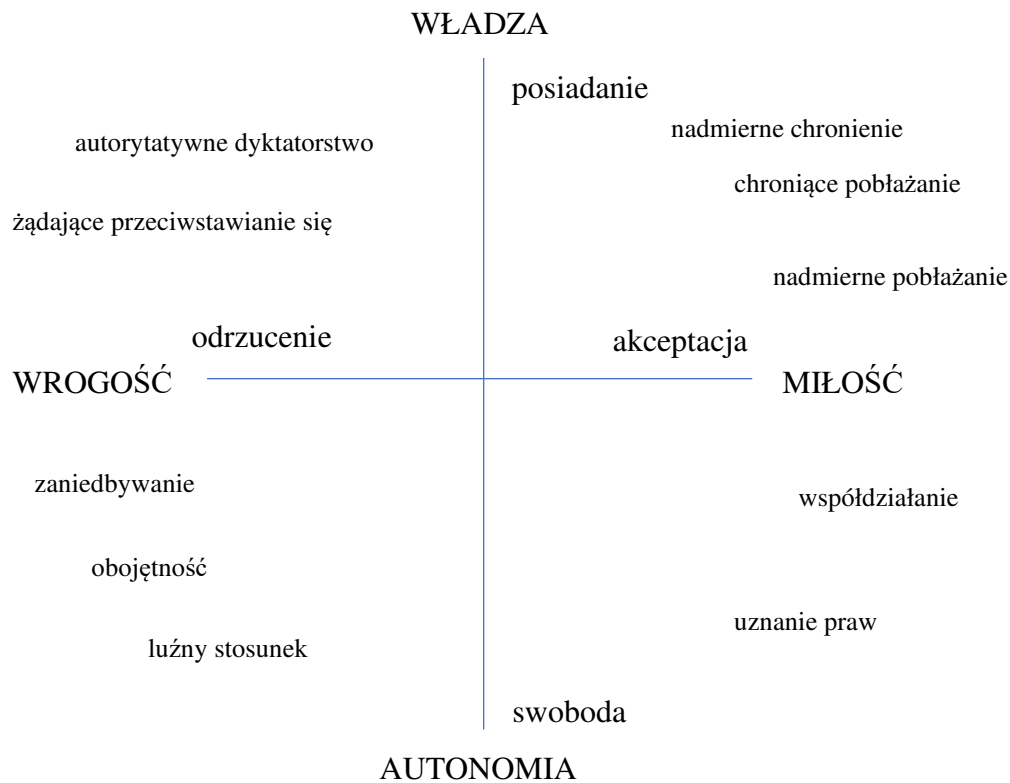 WŁADZA
posiadanie
nadmierne chronienie
autorytatywne dyktatorstwo
chroniące pobłażanie
żądające przeciwstawianie się
nadmierne pobłażanie
odrzucenie
akceptacja
WROGOŚĆ
MIŁOŚĆ
zaniedbywanie
współdziałanie
obojętność
uznanie praw
luźny stosunek
swoboda
AUTONOMIA